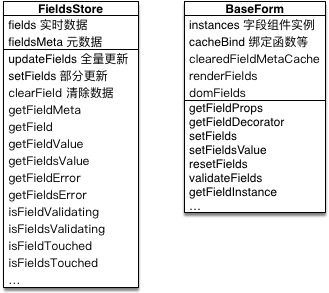 FieldsStore
fields 实时数据
fieldsMeta 元数据
updateFields 全量更新
setFields 部分更新
clearField 清除数据
getFieldMeta
getField
getFieldValue
getFieldsValue
getFieldError
getFieldsError
isFieldValidating
isFieldsValidating
isFieldTouched
isFieldsTouched
...
BaseForm
instances 字段组件实例
cacheBind 绑定函数等
clearedFieldMetaCache
renderFields
domFields
getFieldProps
getFieldDecorator
setFields
setFieldsValue
resetFields
validateFields
getFieldInstance
...